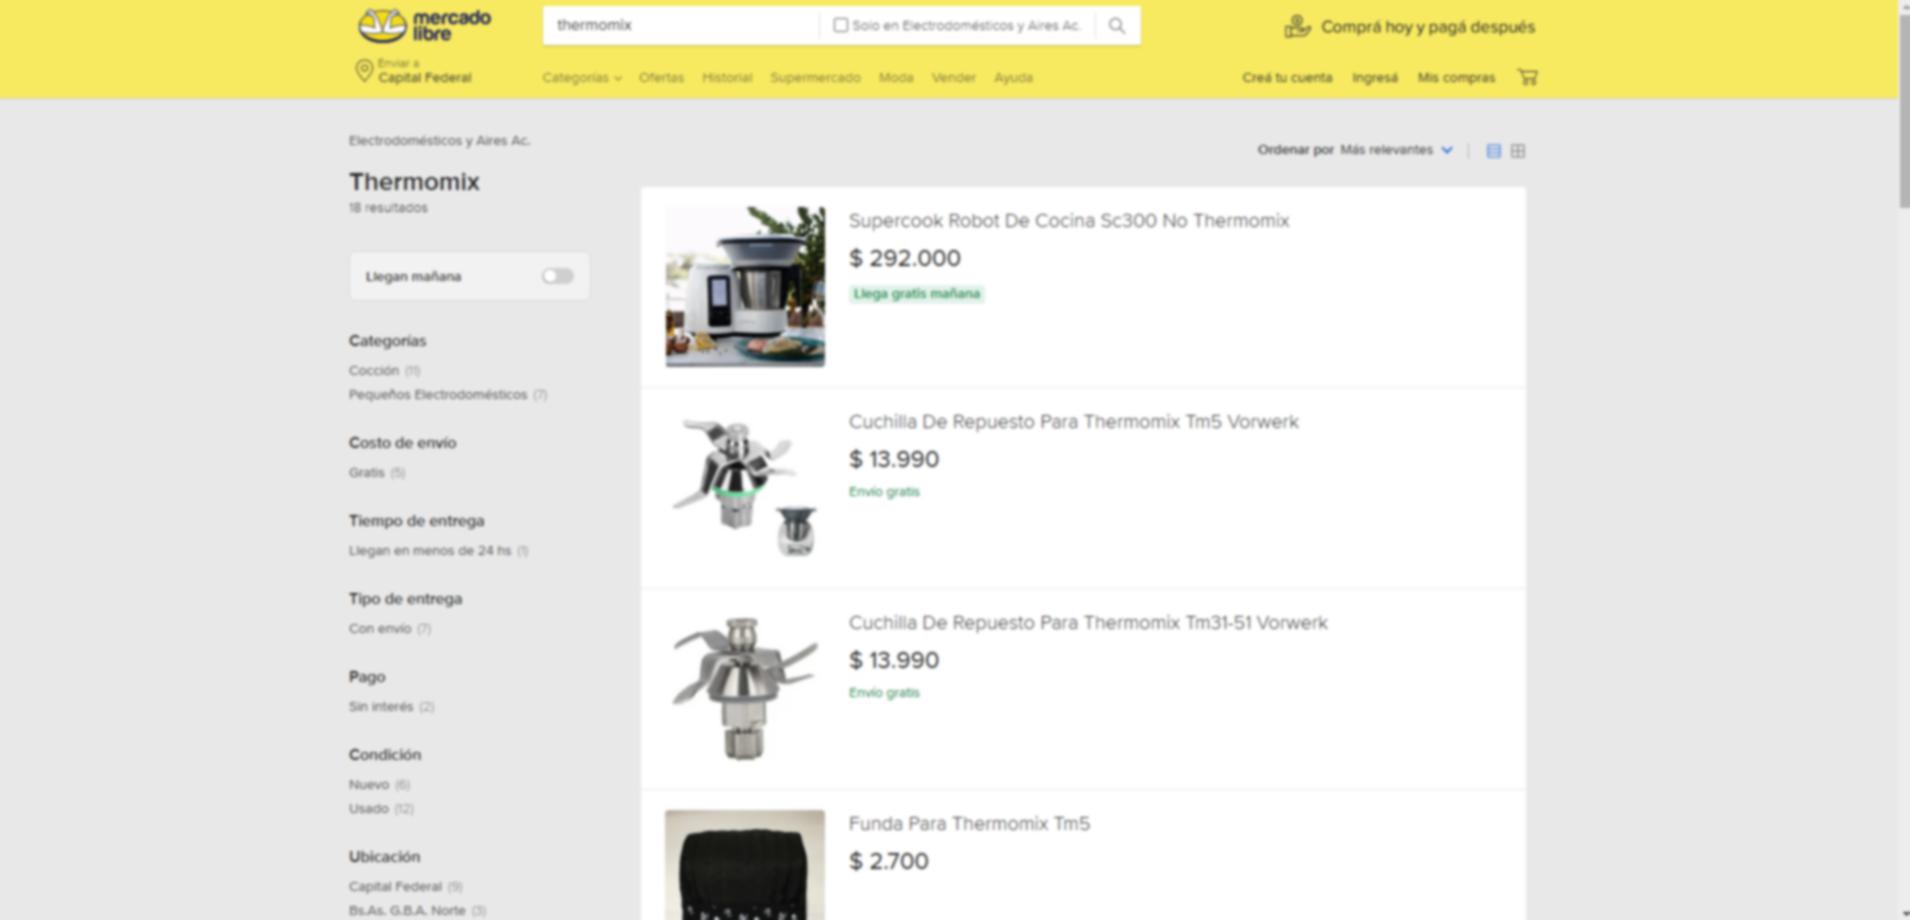 mercado
libre
thermomix
Solo en Electrodomésticos y Aires Ac.
Comprá hoy y pagá después
Enviar a
Capital Federal
Categorías
Ofertas
Historial
Supermercado
Moda
Vender
Ayuda
Creá tu cuenta
Ingresá
Mis compras
Electrodomésticos y Aires Ac.
Thermomix
18 resultados
Ordenar por Más relevantes
Llegan mañana
Categorías
Cocción (11)
Pequeños Electrodomésticos (7)
Costo de envío
Gratis (5)
Tiempo de entrega
Llegan en menos de 24 hs (1)
Tipo de entrega
Con envío (7)
Pago
Sin interés (2)
Condición
Nuevo (6)
Usado (12)
Ubicación
Capital Federal (9)
Bs.As. G.B.A. Norte (3)
Supercook Robot De Cocina Sc300 No Thermomix
$ 292.000
Llega gratis mañana
Cuchilla De Repuesto Para Thermomix Tm5 Vorwerk
$ 13.990
Envío gratis
Cuchilla De Repuesto Para Thermomix Tm31-51 Vorwerk
$ 13.990
Envío gratis
Funda Para Thermomix Tm5
$ 2.700